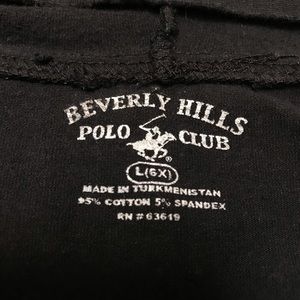 BEVERLY HILLS
POLO CLUB
L(6X)
MADE IN TURKMENISTAN
95% COTTON 5% SPANDEX
RN # 63619